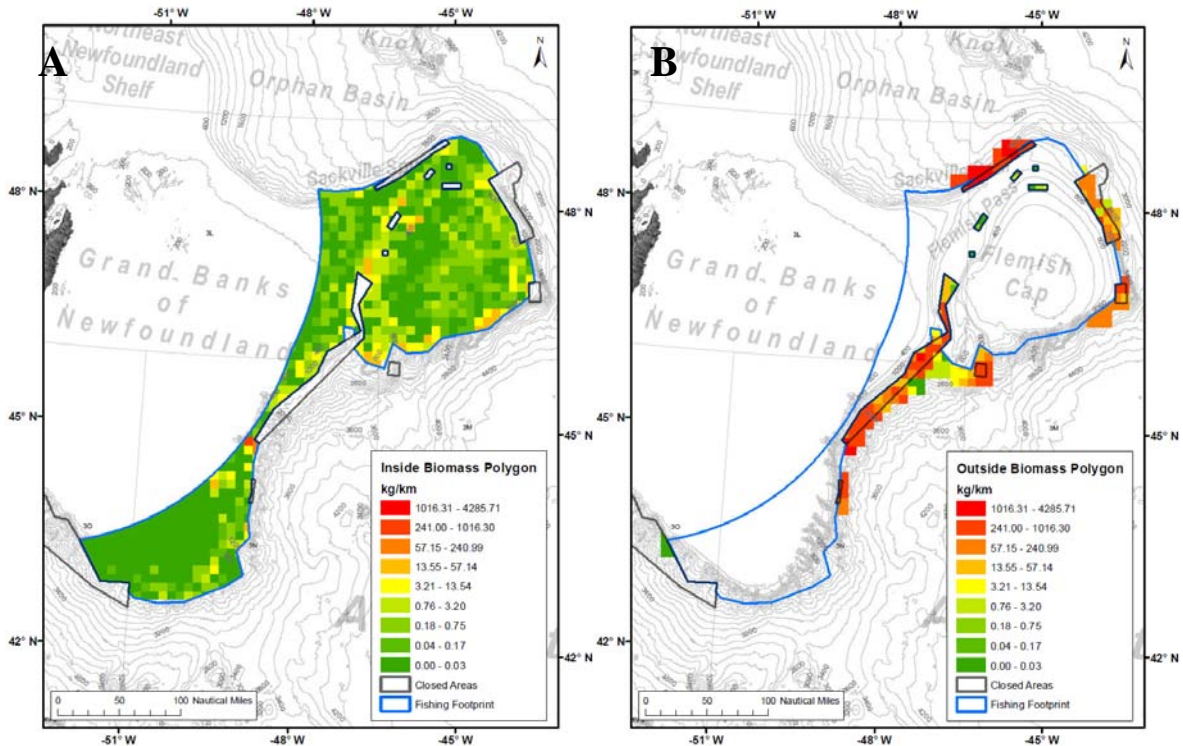 -51° W -48° W -45° W
A
Northeast
Newfoundland
Shelf
Knoll
Orphan Basin
N
48° N
48° N
3L
Grand Banks
of
Newfoundland
45° N
45° N
3M
3O
42° N
42° N
Inside Biomass Polygon
kg/km
1016.31 - 4285.71
241.00 - 1016.30
57.15 - 240.99
13.55 - 57.14
3.21 - 13.54
0.76 - 3.20
0.18 - 0.75
0.04 - 0.17
0.00 - 0.03
Closed Areas
Fishing Footprint
0 50 100 Nautical Miles
-51° W -48° W -45° W
-51° W -48° W -45° W
B
Northeast
Newfoundland
Shelf
Knoll
Orphan Basin
N
48° N
48° N
3L
Flemish Pass
Flemish
Cap
Grand Banks
of
Newfoundland
45° N
45° N
3M
3O
42° N
42° N
Outside Biomass Polygon
kg/km
1016.31 - 4285.71
241.00 - 1016.30
57.15 - 240.99
13.55 - 57.14
3.21 - 13.54
0.76 - 3.20
0.18 - 0.75
0.04 - 0.17
0.00 - 0.03
Closed Areas
Fishing Footprint
0 50 100 Nautical Miles
-51° W -48° W -45° W